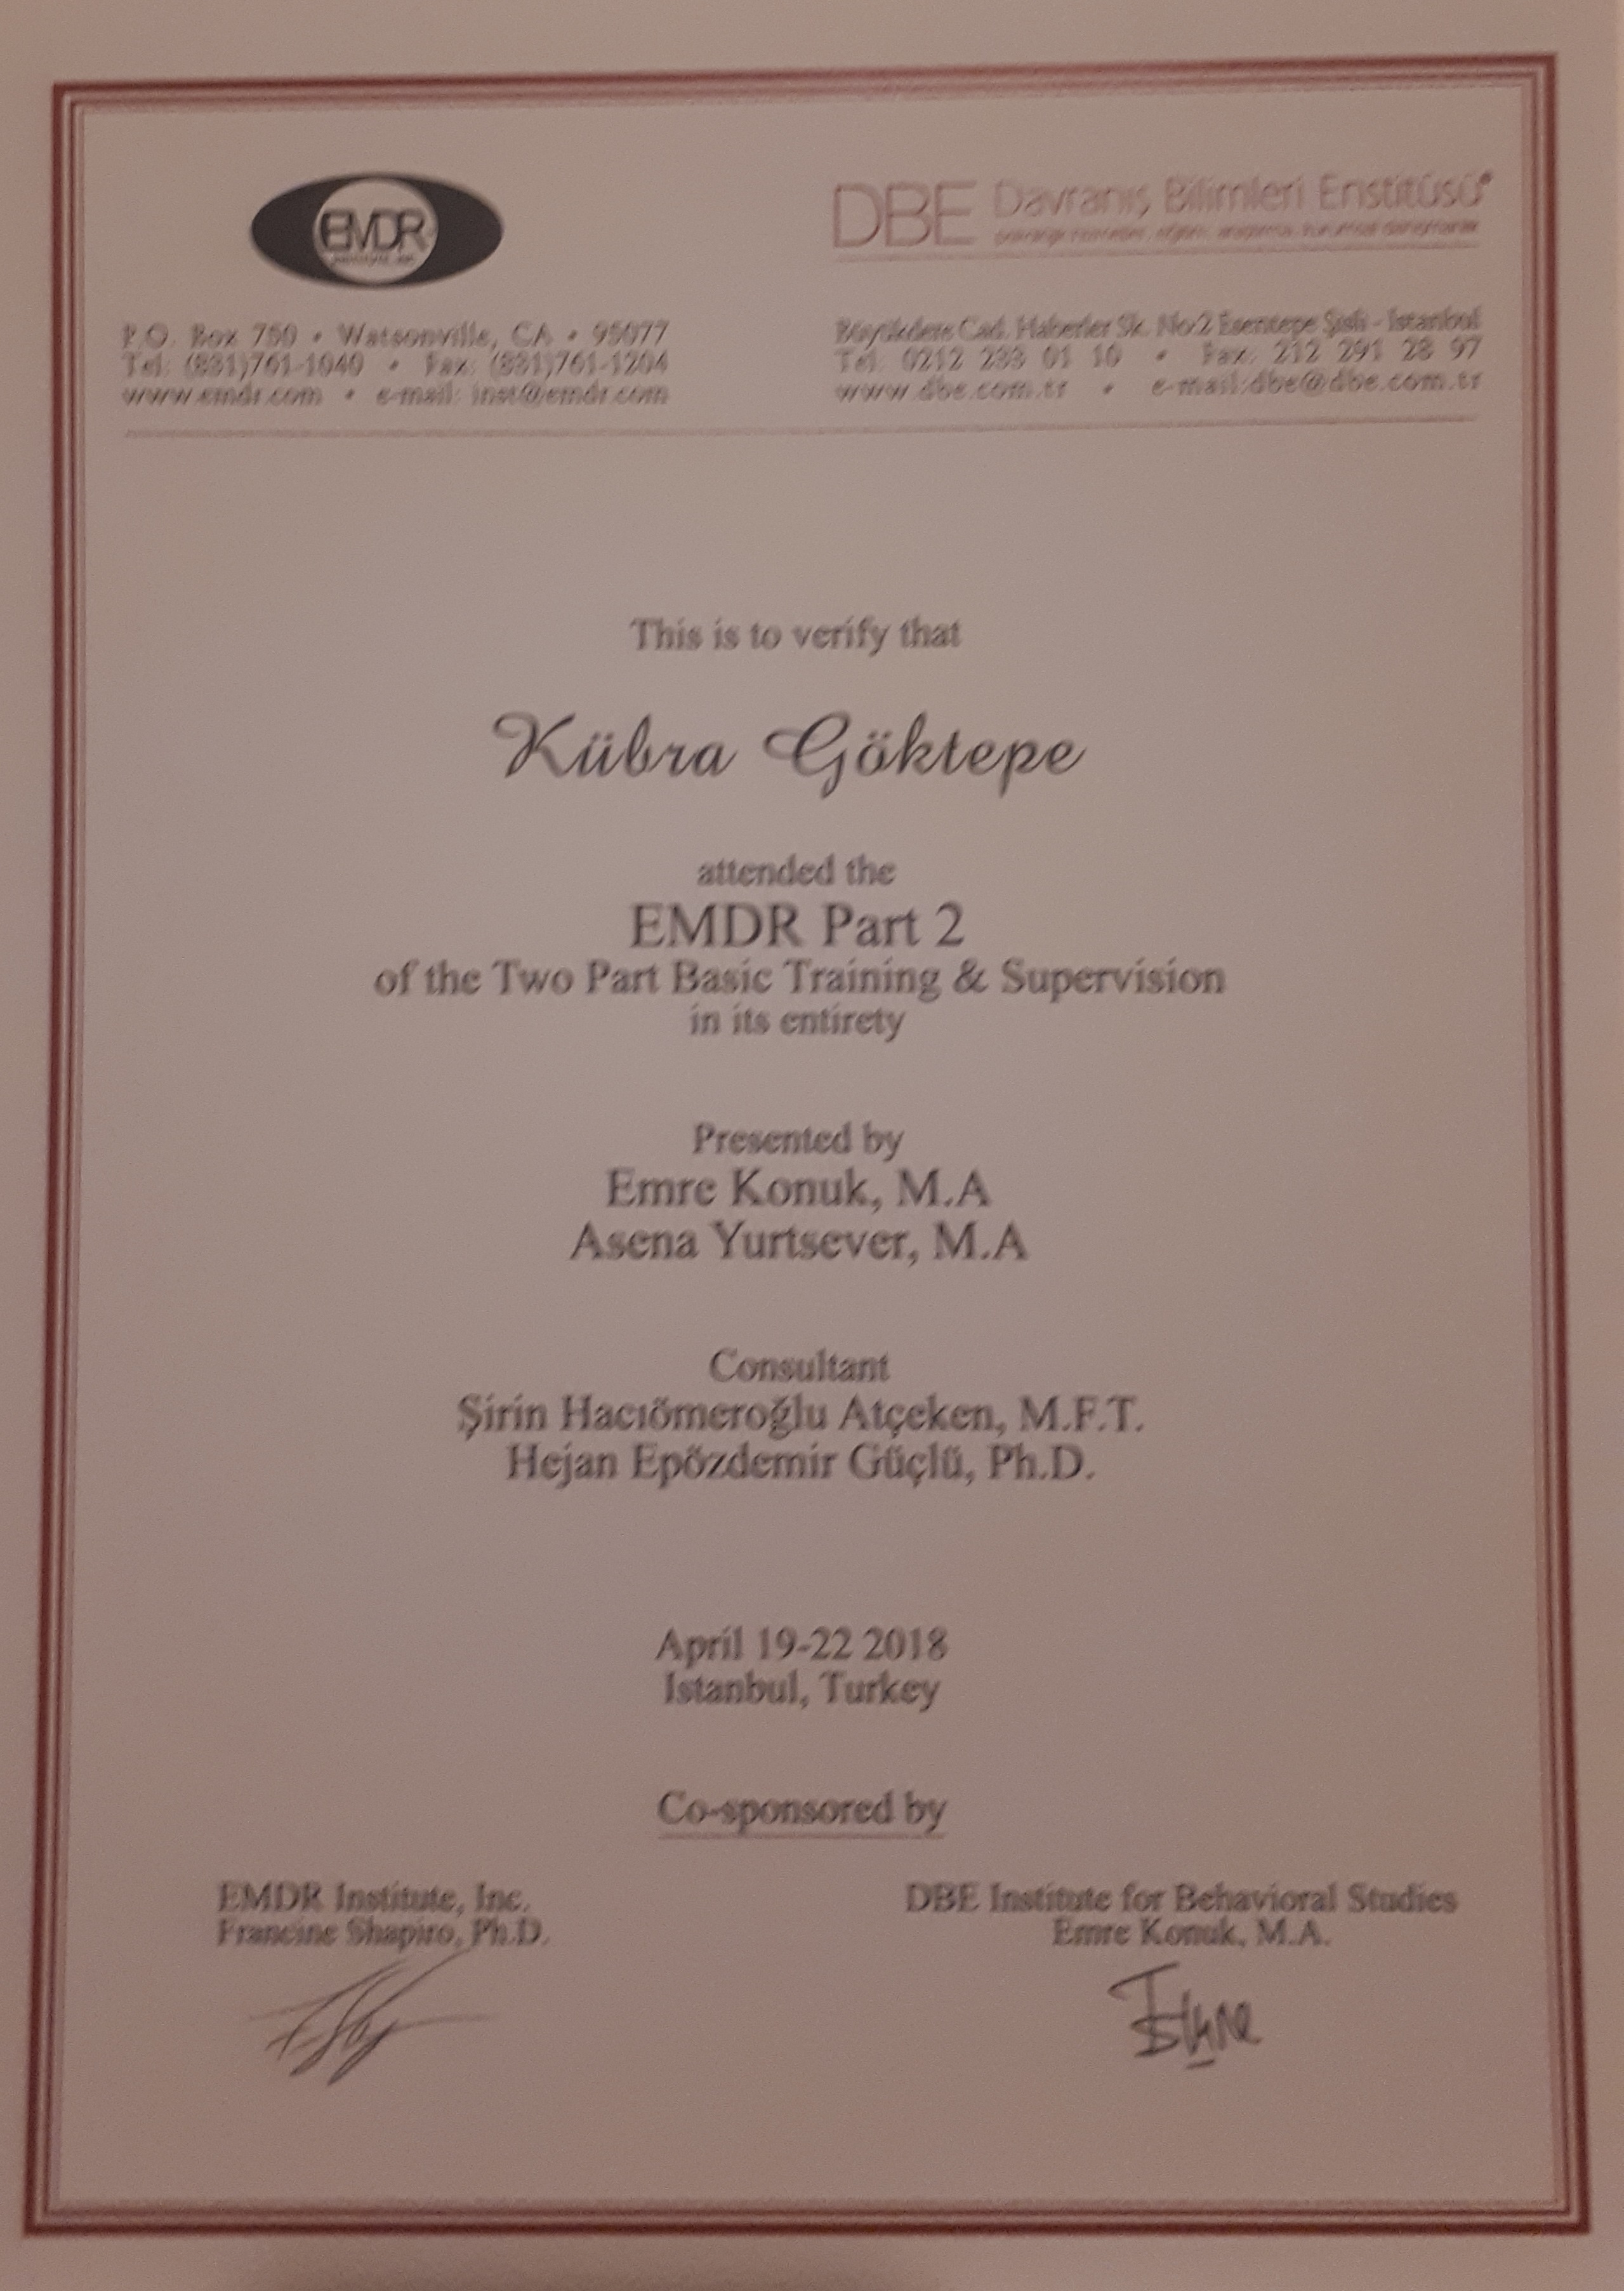 EMDR
DBE Davranış Bilimleri Enstitüsü
P.O. Box 750 • Watsonville, CA • 95077
Tel: (831)761-1040 • Fax: (831)761-1204
www.emdr.com • e-mail: inst@emdr.com
Büyükdere Cad. Haberler Sk. No:2 Esentepe Şişli - Istanbul
Tel: 0212 233 01 10 • Fax: 212 291 28 97
www.dbe.com.tr • e-mail:dbe@dbe.com.tr
This is to verify that
Kübra Göktepe
attended the
EMDR Part 2
of the Two Part Basic Training & Supervision
in its entirety
Presented by
Emre Konuk, M.A
Asena Yurtsever, M.A
Consultant
Şirin Hacıömeroğlu Atçeken, M.F.T.
Hejan Epözdemir Güçlü, Ph.D.
April 19-22 2018
Istanbul, Turkey
Co-sponsored by
EMDR Institute, Inc.
Francine Shapiro, Ph.D.
DBE Institute for Behavioral Studies
Emre Konuk, M.A.